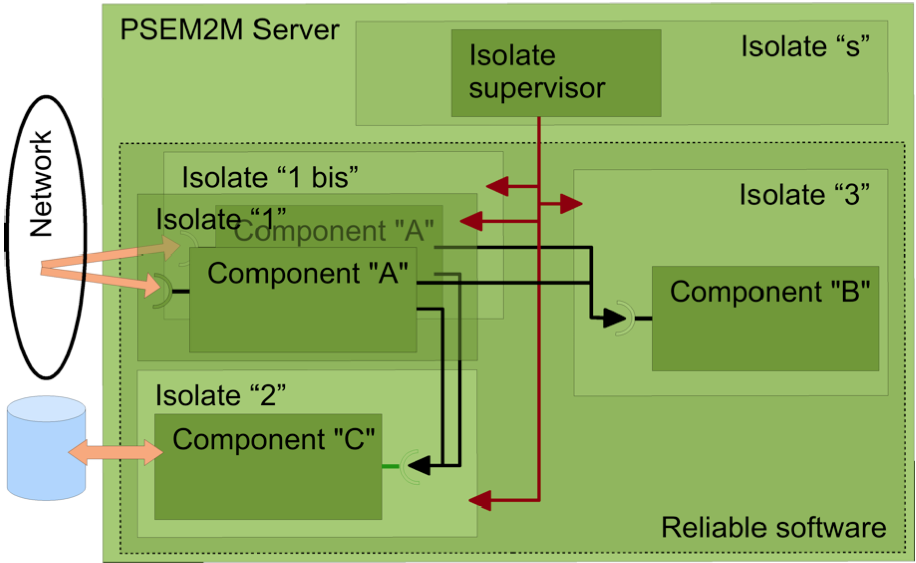 PSEM2M Server
Isolate “s”
Isolate
supervisor
Network
Isolate “1 bis”
Isolate “1”
Component "A"
Component "A"
Isolate “3”
Component "B"
Isolate “2”
Component "C"
Reliable software